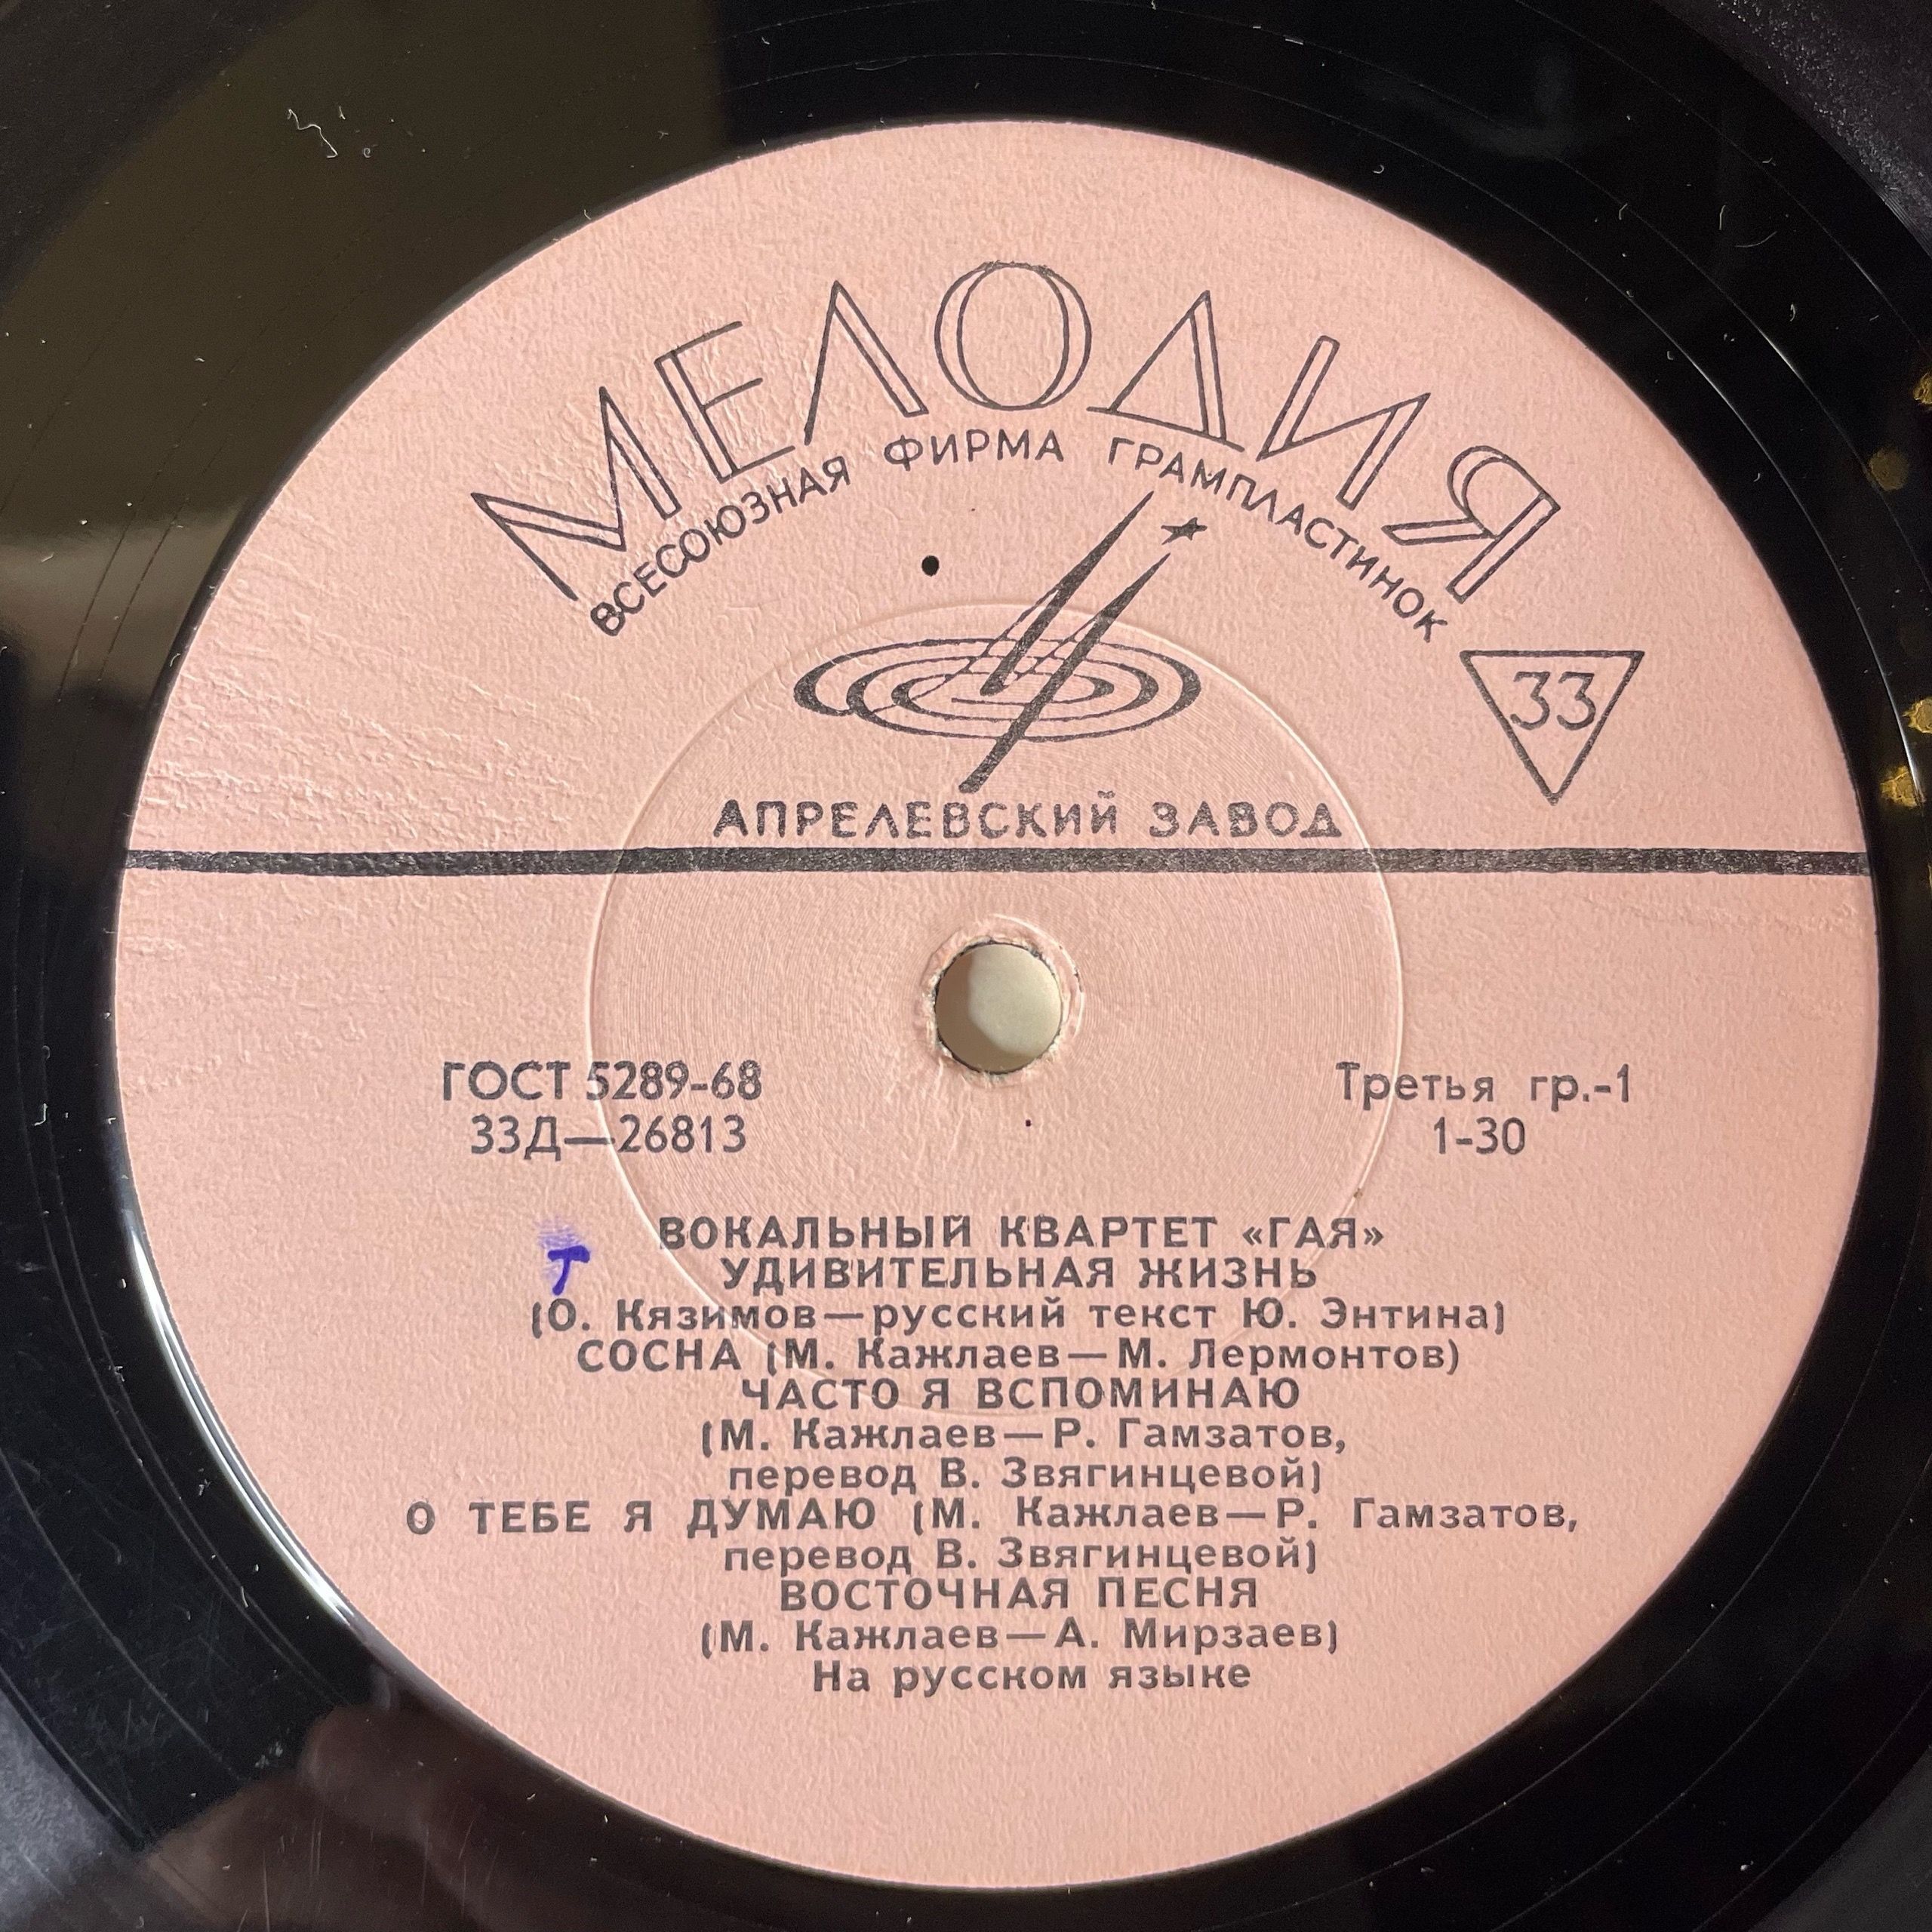 МЕЛОДИЯ
ВСЕСОЮЗНАЯ ФИРМА ГРАМПЛАСТИНОК
33
АПРЕЛЕВСКИЙ ЗАВОД
ГОСТ 5289-68
33Д—26813
Третья гр.-1
1-30
ВОКАЛЬНЫЙ КВАРТЕТ «ГАЯ»
УДИВИТЕЛЬНАЯ ЖИЗНЬ
(О. Кязимов—русский текст Ю. Энтина)
СОСНА (М. Кажлаев—М. Лермонтов)
ЧАСТО Я ВСПОМИНАЮ
(М. Кажлаев—Р. Гамзатов,
перевод В. Звягинцевой)
О ТЕБЕ Я ДУМАЮ (М. Кажлаев—Р. Гамзатов,
перевод В. Звягинцевой)
ВОСТОЧНАЯ ПЕСНЯ
(М. Кажлаев—А. Мирзаев)
На русском языке